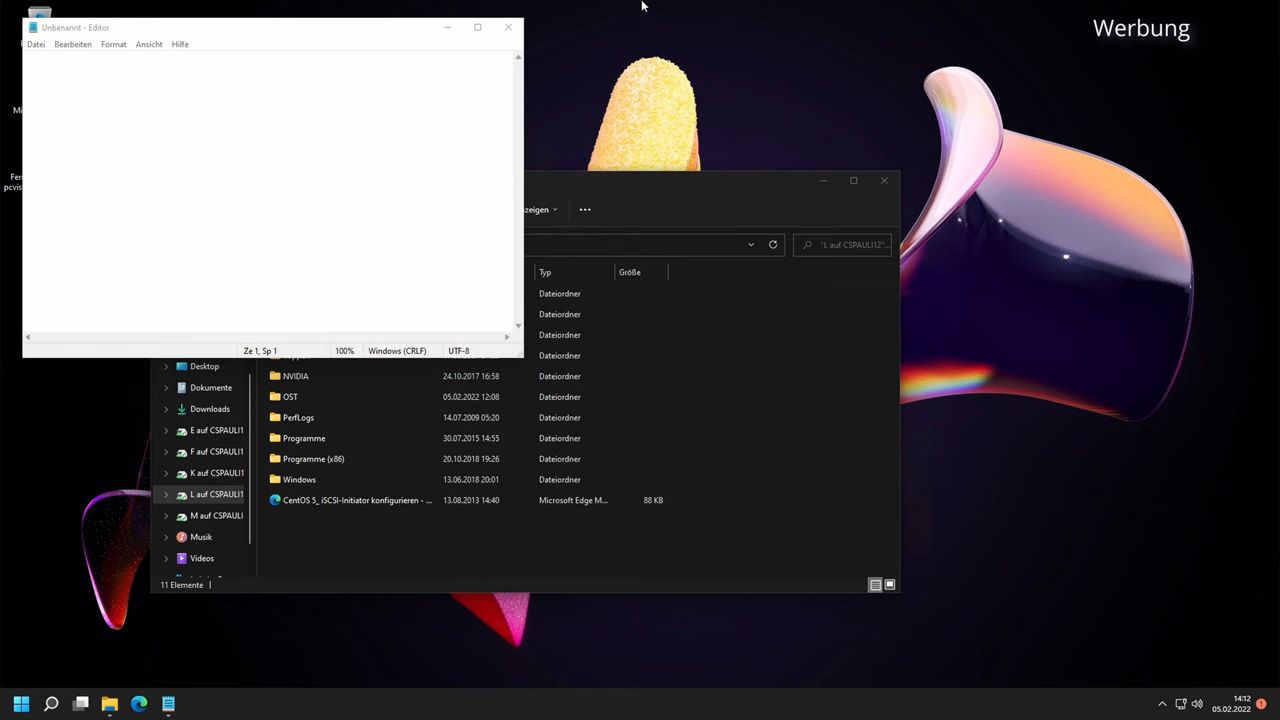 Werbung
Unbenannt - Editor
Datei Bearbeiten Format Ansicht Hilfe
Ze 1, Sp 1 100% Windows (CRLF) UTF-8
"L auf CSPAULI12"...
Typ Größe
Dateiordner
Dateiordner
Dateiordner
Dateiordner
Desktop
NVIDIA 24.10.2017 16:58 Dateiordner
Dokumente
OST 05.02.2022 12:08 Dateiordner
Downloads
PerfLogs 14.07.2009 05:20 Dateiordner
E auf CSPAULI1
Programme 30.07.2015 14:55 Dateiordner
F auf CSPAULI1
Programme (x86) 20.10.2018 19:26 Dateiordner
K auf CSPAULI1
Windows 13.06.2018 20:01 Dateiordner
L auf CSPAULI1
CentOS 5_ iSCSI-Initiator konfigurieren - ... 13.08.2013 14:40 Microsoft Edge M... 88 KB
M auf CSPAULI
Musik
Videos
11 Elemente
14:12
05.02.2022 1